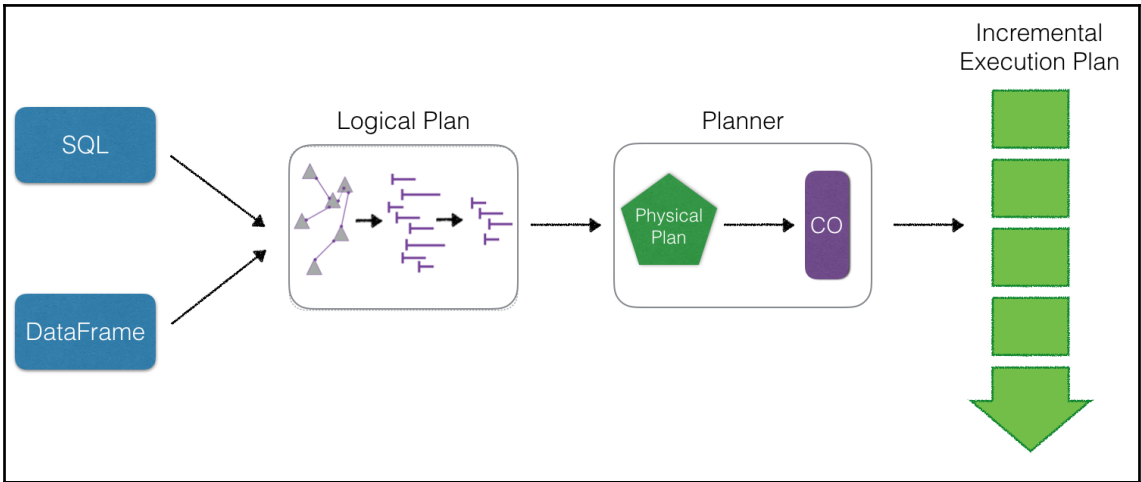 SQL
DataFrame
Logical Plan
Planner
Physical
Plan
CO
Incremental
Execution Plan